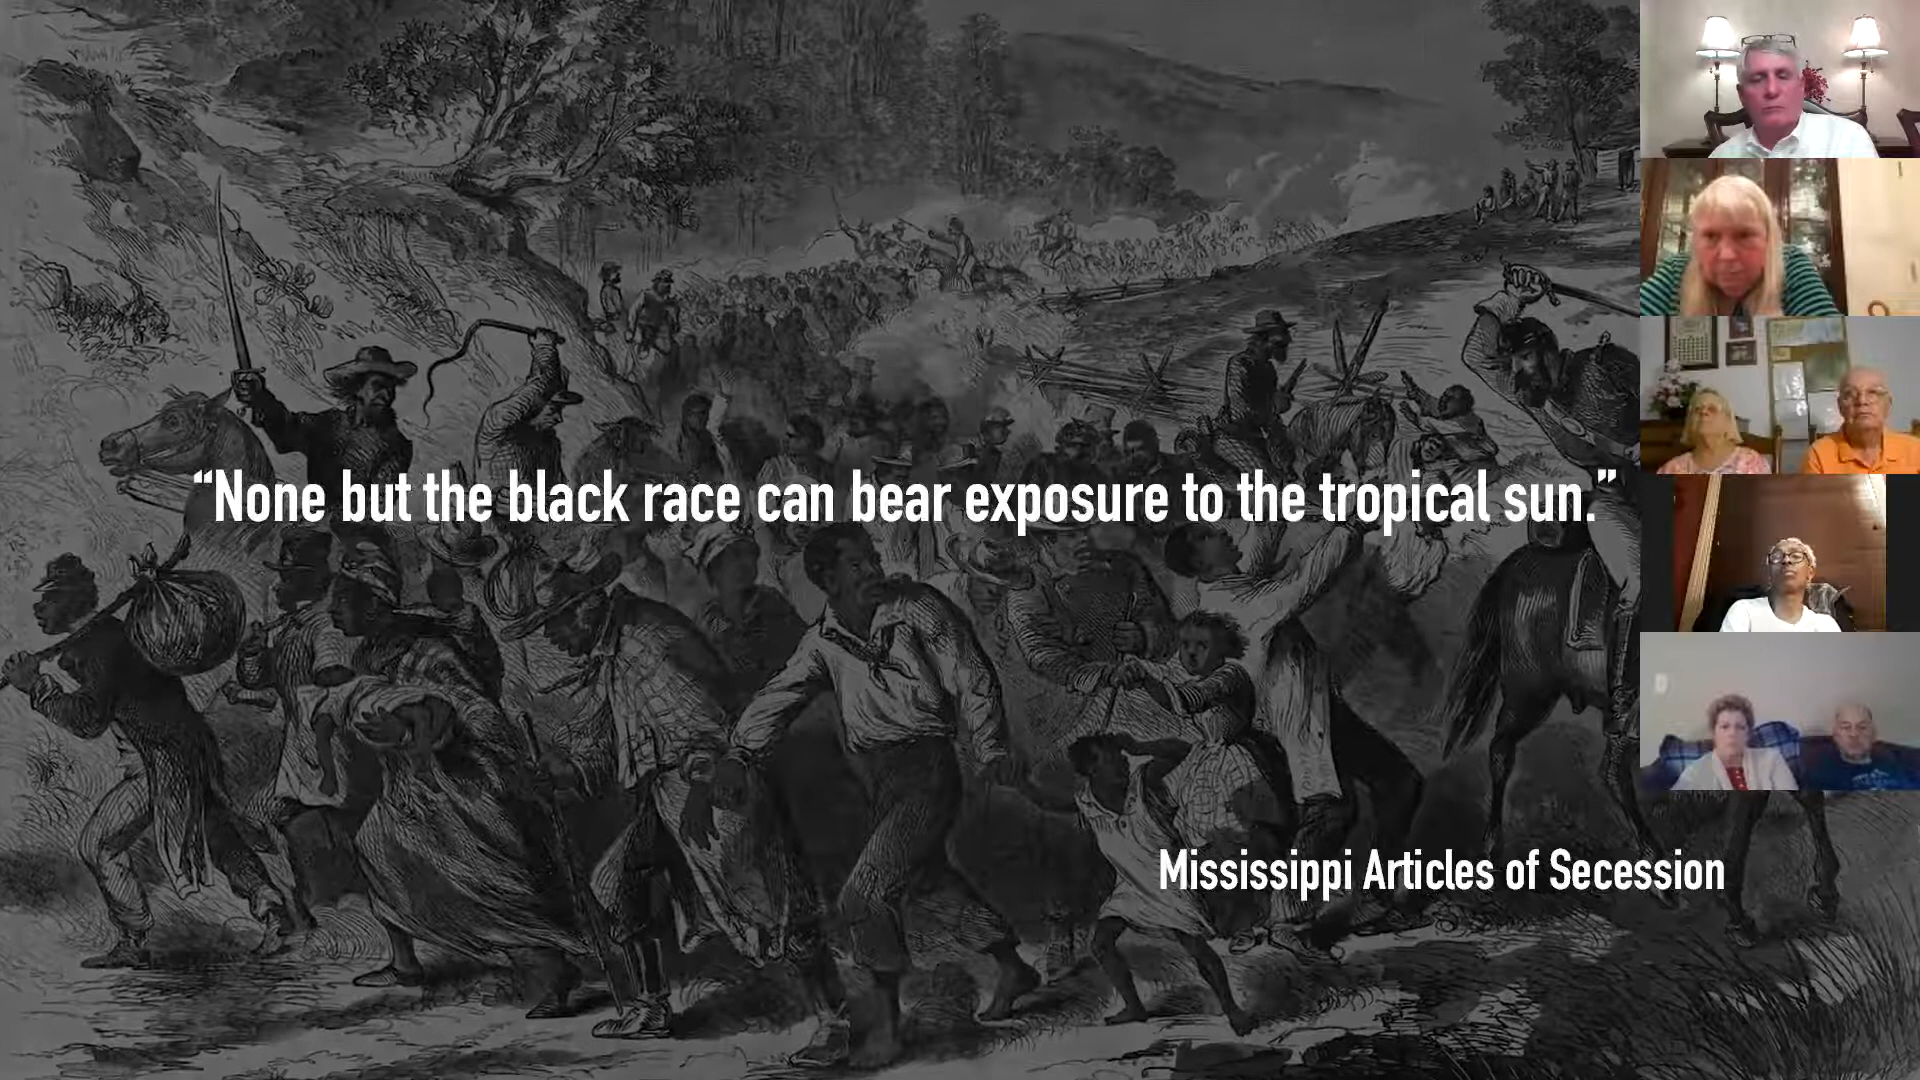 “None but the black race can bear exposure to the tropical sun.”
Mississippi Articles of Secession